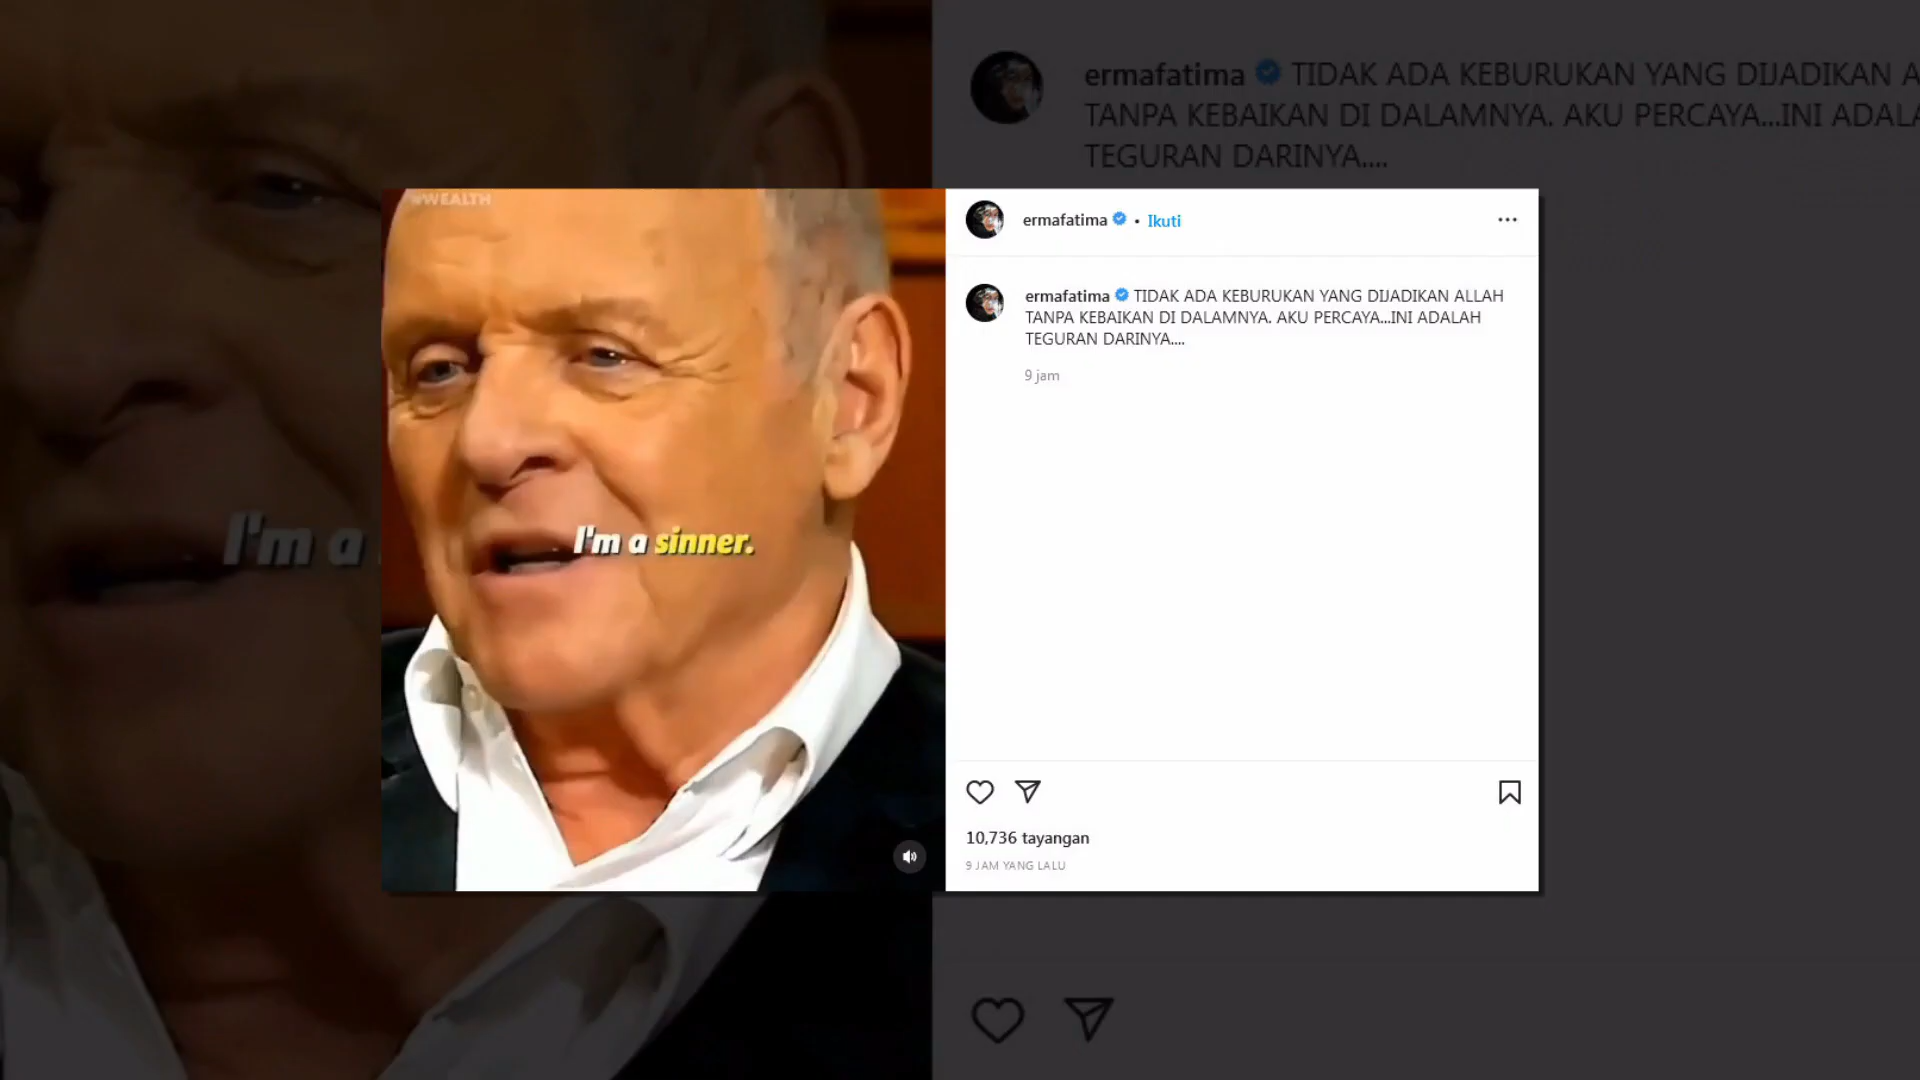 ermafatima TIDAK ADA KEBURUKAN YANG DIJADIKAN A
TANPA KEBAIKAN DI DALAMNYA. AKU PERCAYA...INI ADALA
TEGURAN DARINYA....
WEALTH
I'm a
I'm a sinner.
ermafatima • Ikuti
ermafatima TIDAK ADA KEBURUKAN YANG DIJADIKAN ALLAH
TANPA KEBAIKAN DI DALAMNYA. AKU PERCAYA...INI ADALAH
TEGURAN DARINYA....
9 jam
10,736 tayangan
9 JAM YANG LALU